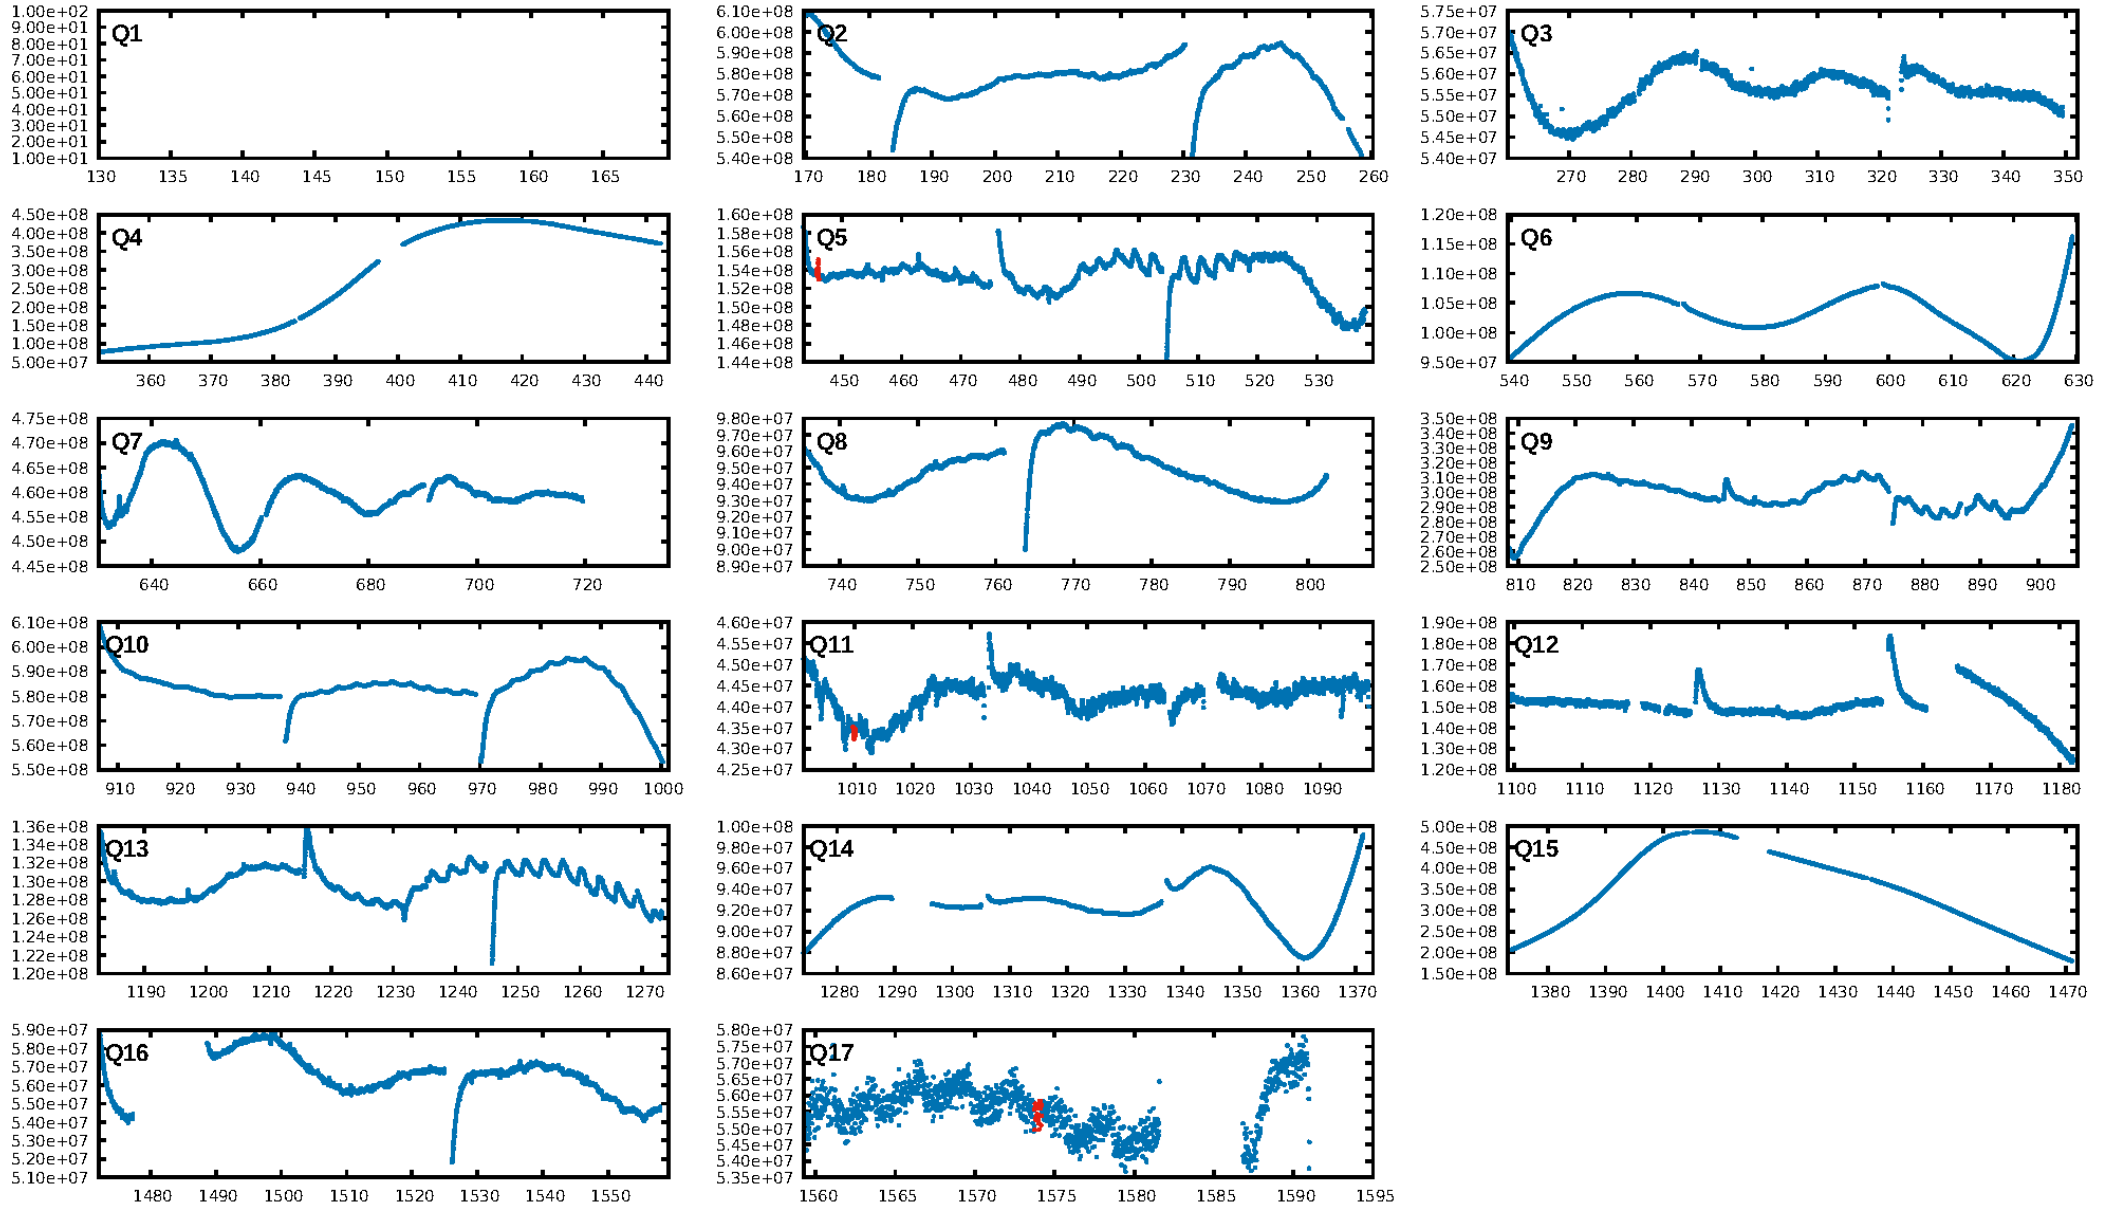 Q1
1.00e+02
9.00e+01
8.00e+01
7.00e+01
6.00e+01
5.00e+01
4.00e+01
3.00e+01
2.00e+01
1.00e+01
130 135 140 145 150 155 160 165
Q2
6.10e+08
6.00e+08
5.90e+08
5.80e+08
5.70e+08
5.60e+08
5.50e+08
5.40e+08
170 180 190 200 210 220 230 240 250 260
Q3
5.75e+07
5.70e+07
5.65e+07
5.60e+07
5.55e+07
5.50e+07
5.45e+07
5.40e+07
270 280 290 300 310 320 330 340 350
Q4
4.50e+08
4.00e+08
3.50e+08
3.00e+08
2.50e+08
2.00e+08
1.50e+08
1.00e+08
5.00e+07
360 370 380 390 400 410 420 430 440
Q5
1.60e+08
1.58e+08
1.56e+08
1.54e+08
1.52e+08
1.50e+08
1.48e+08
1.46e+08
1.44e+08
450 460 470 480 490 500 510 520 530
Q6
1.20e+08
1.15e+08
1.10e+08
1.05e+08
1.00e+08
9.50e+07
540 550 560 570 580 590 600 610 620 630
Q7
4.75e+08
4.70e+08
4.65e+08
4.60e+08
4.55e+08
4.50e+08
4.45e+08
640 660 680 700 720
Q8
9.80e+07
9.70e+07
9.60e+07
9.50e+07
9.40e+07
9.30e+07
9.20e+07
9.10e+07
9.00e+07
8.90e+07
740 750 760 770 780 790 800
Q9
3.50e+08
3.40e+08
3.30e+08
3.20e+08
3.10e+08
3.00e+08
2.90e+08
2.80e+08
2.70e+08
2.60e+08
2.50e+08
810 820 830 840 850 860 870 880 890 900
Q10
6.10e+08
6.00e+08
5.90e+08
5.80e+08
5.70e+08
5.60e+08
5.50e+08
910 920 930 940 950 960 970 980 990 1000
Q11
4.60e+07
4.55e+07
4.50e+07
4.45e+07
4.40e+07
4.35e+07
4.30e+07
4.25e+07
1010 1020 1030 1040 1050 1060 1070 1080 1090
Q12
1.90e+08
1.80e+08
1.70e+08
1.60e+08
1.50e+08
1.40e+08
1.30e+08
1.20e+08
1100 1110 1120 1130 1140 1150 1160 1170 1180
Q13
1.36e+08
1.34e+08
1.32e+08
1.30e+08
1.28e+08
1.26e+08
1.24e+08
1.22e+08
1.20e+08
1190 1200 1210 1220 1230 1240 1250 1260 1270
Q14
1.00e+08
9.80e+07
9.60e+07
9.40e+07
9.20e+07
9.00e+07
8.80e+07
8.60e+07
1280 1290 1300 1310 1320 1330 1340 1350 1360 1370
Q15
5.00e+08
4.50e+08
4.00e+08
3.50e+08
3.00e+08
2.50e+08
2.00e+08
1.50e+08
1380 1390 1400 1410 1420 1430 1440 1450 1460 1470
Q16
5.90e+07
5.80e+07
5.70e+07
5.60e+07
5.50e+07
5.40e+07
5.30e+07
5.20e+07
5.10e+07
1480 1490 1500 1510 1520 1530 1540 1550
Q17
5.80e+07
5.75e+07
5.70e+07
5.65e+07
5.60e+07
5.55e+07
5.50e+07
5.45e+07
5.40e+07
5.35e+07
1560 1565 1570 1575 1580 1585 1590 1595